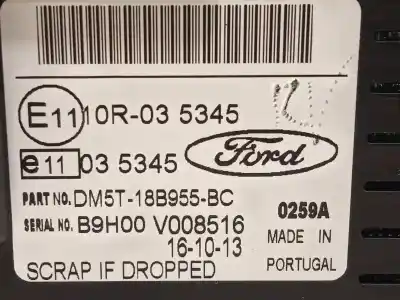 E11 10R-03 5345
e11 03 5345
Ford
PART NO. DM5T-18B955-BC
SERIAL NO. B9H00 V008516
0259A
16-10-13
MADE IN
PORTUGAL
SCRAP IF DROPPED